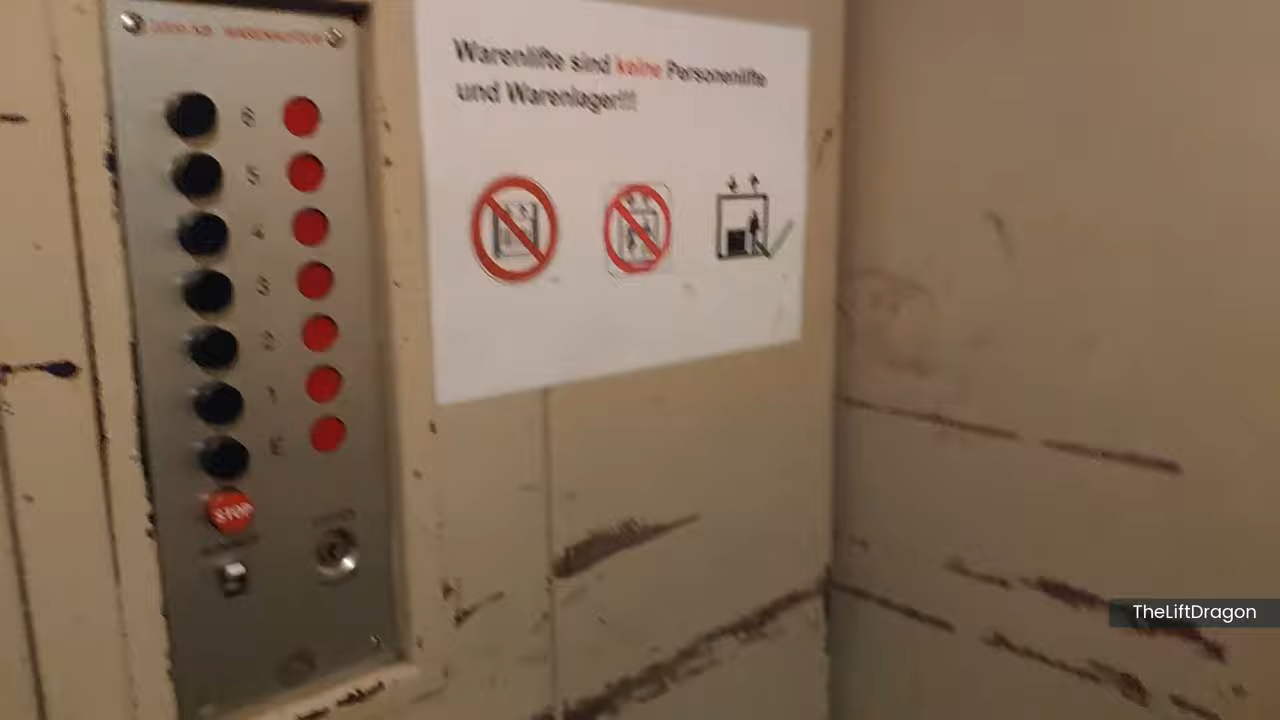 6
5
4
3
2
1
E
STOP
Warenlifte sind keine Personenlifte
und Warenlager!!!
TheLiftDragon